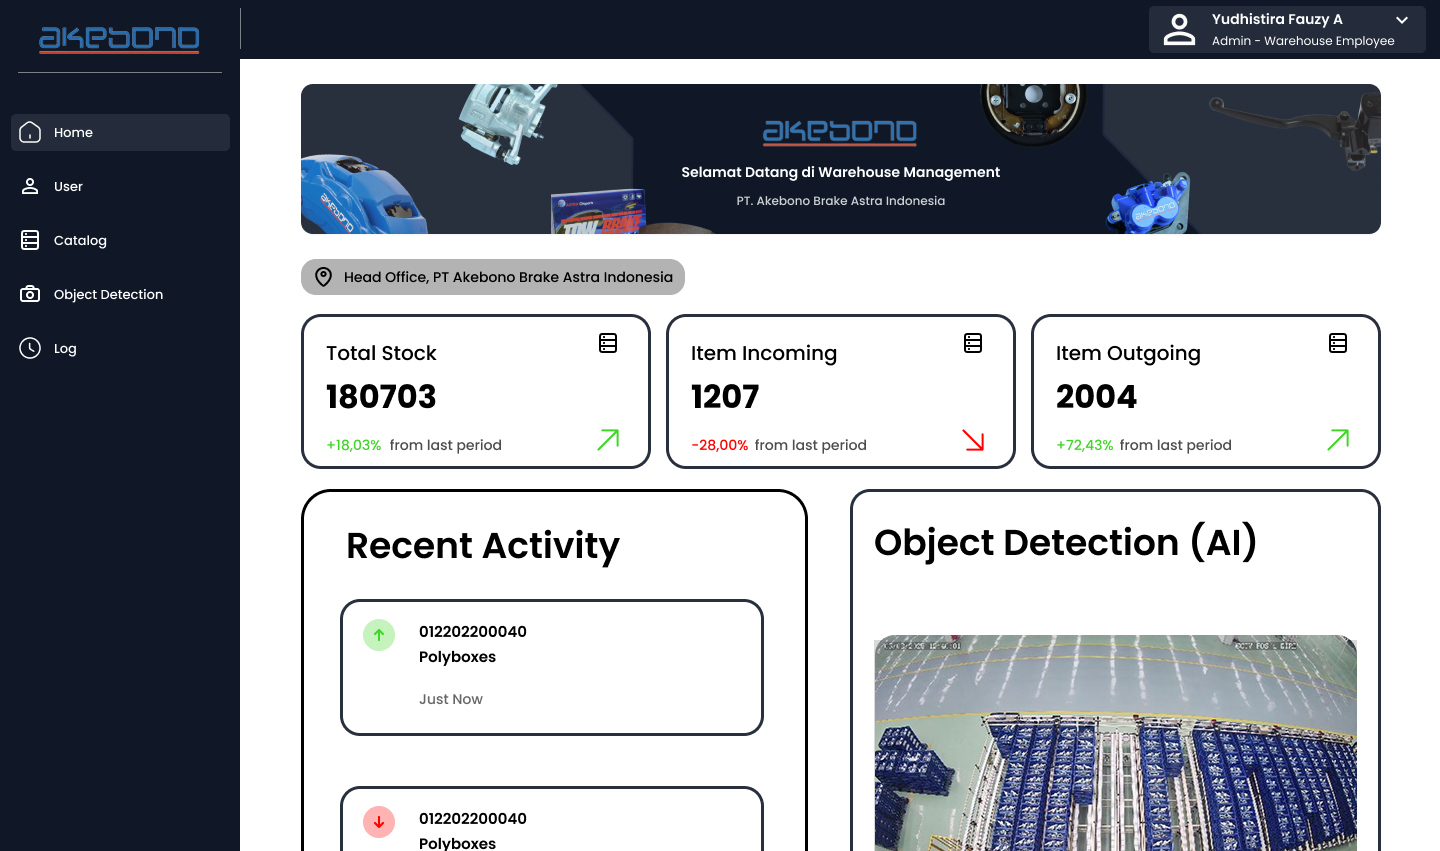 akebono
Yudhistira Fauzy A
Admin - Warehouse Employee
Home
User
Catalog
Object Detection
Log
akebono
Selamat Datang di Warehouse Management
PT. Akebono Brake Astra Indonesia
akebono
akebono
Head Office, PT Akebono Brake Astra Indonesia
Total Stock
180703
+18,03% from last period
Item Incoming
1207
-28,00% from last period
Item Outgoing
2004
+72,43% from last period
Recent Activity
012202200040
Polyboxes
Just Now
012202200040
Polyboxes
Object Detection (AI)